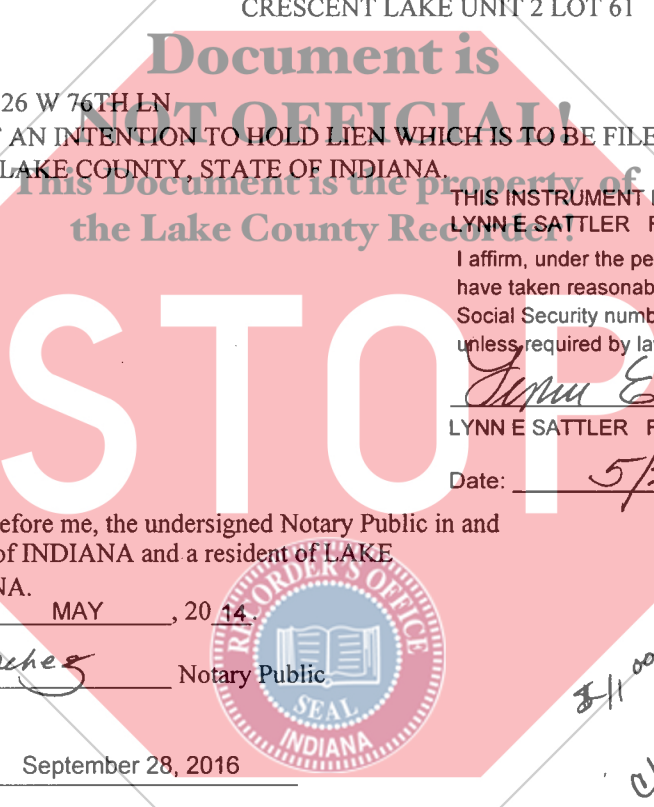 CRESCENT LAKE UNIT 2 LOT 61
Document is
26 W 76TH LN
NOT OFFICIAL!
AN INTENTION TO HOLD LIEN WHICH IS TO BE FILE
LAKE COUNTY, STATE OF INDIANA.
This Document is the property of
the Lake County Recorder!
THIS INSTRUMENT
LYNN E SATTLER
I affirm, under the pe
have taken reasonab
Social Security numb
unless required by la
STOP
Lynn E
LYNN E SATTLER
Date: 5/
efore me, the undersigned Notary Public in and
of INDIANA and a resident of LAKE
NA.
MAY, 20 14.
Notary Public
RECORDER'S OFFICE
SEAL
INDIANA
$11 00
September 28, 2016